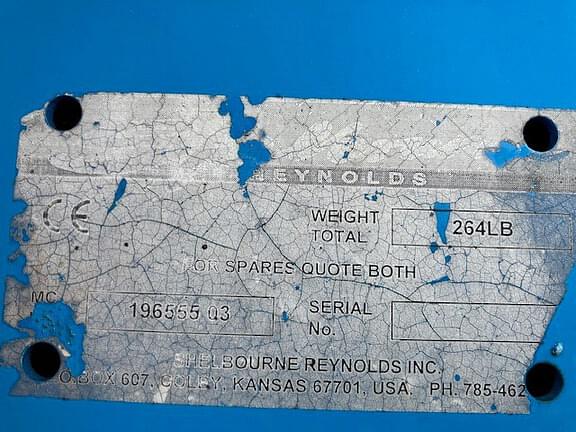 REYNOLDS
CE
WEIGHT TOTAL 264LB
FOR SPARES QUOTE BOTH
196555 03 SERIAL No.
SHELBOURNE REYNOLDS INC.
P.O.BOX 607, COLBY, KANSAS 67701, USA. PH: 785-462